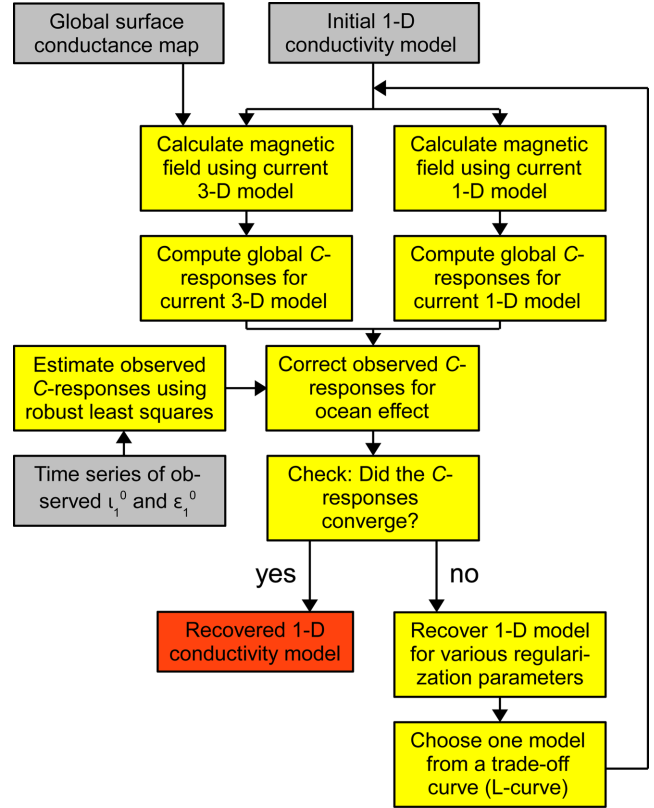 Global surface
conductance map
Initial 1-D
conductivity model
Calculate magnetic
field using current
3-D model
Calculate magnetic
field using current
1-D model
Compute global C-
responses for
current 3-D model
Compute global C-
responses for
current 1-D model
Estimate observed
C-responses using
robust least squares
Correct observed C-
responses for
ocean effect
Time series of ob-
served ι₁⁰ and ε₁⁰
Check: Did the C-
responses
converge?
yes
no
Recovered 1-D
conductivity model
Recover 1-D model
for various regulari-
zation parameters
Choose one model
from a trade-off
curve (L-curve)